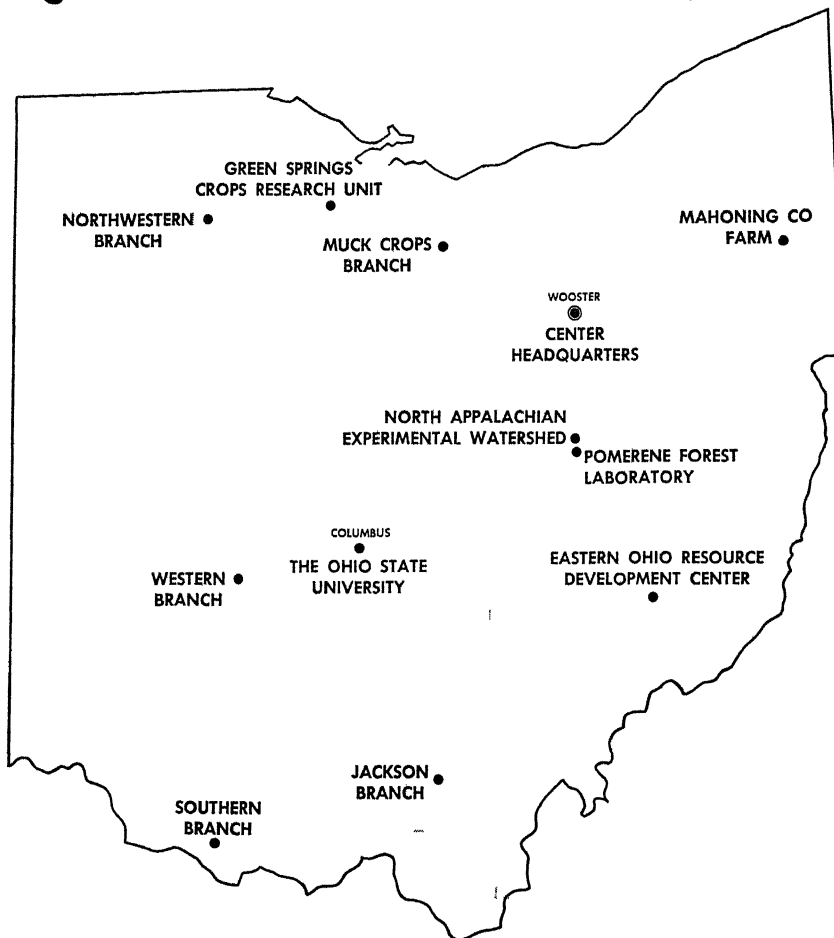 GREEN SPRINGS
CROPS RESEARCH UNIT
NORTHWESTERN
BRANCH
MUCK CROPS
BRANCH
MAHONING CO
FARM
WOOSTER
CENTER
HEADQUARTERS
NORTH APPALACHIAN
EXPERIMENTAL WATERSHED
POMERENE FOREST
LABORATORY
COLUMBUS
THE OHIO STATE
UNIVERSITY
WESTERN
BRANCH
EASTERN OHIO RESOURCE
DEVELOPMENT CENTER
JACKSON
BRANCH
SOUTHERN
BRANCH